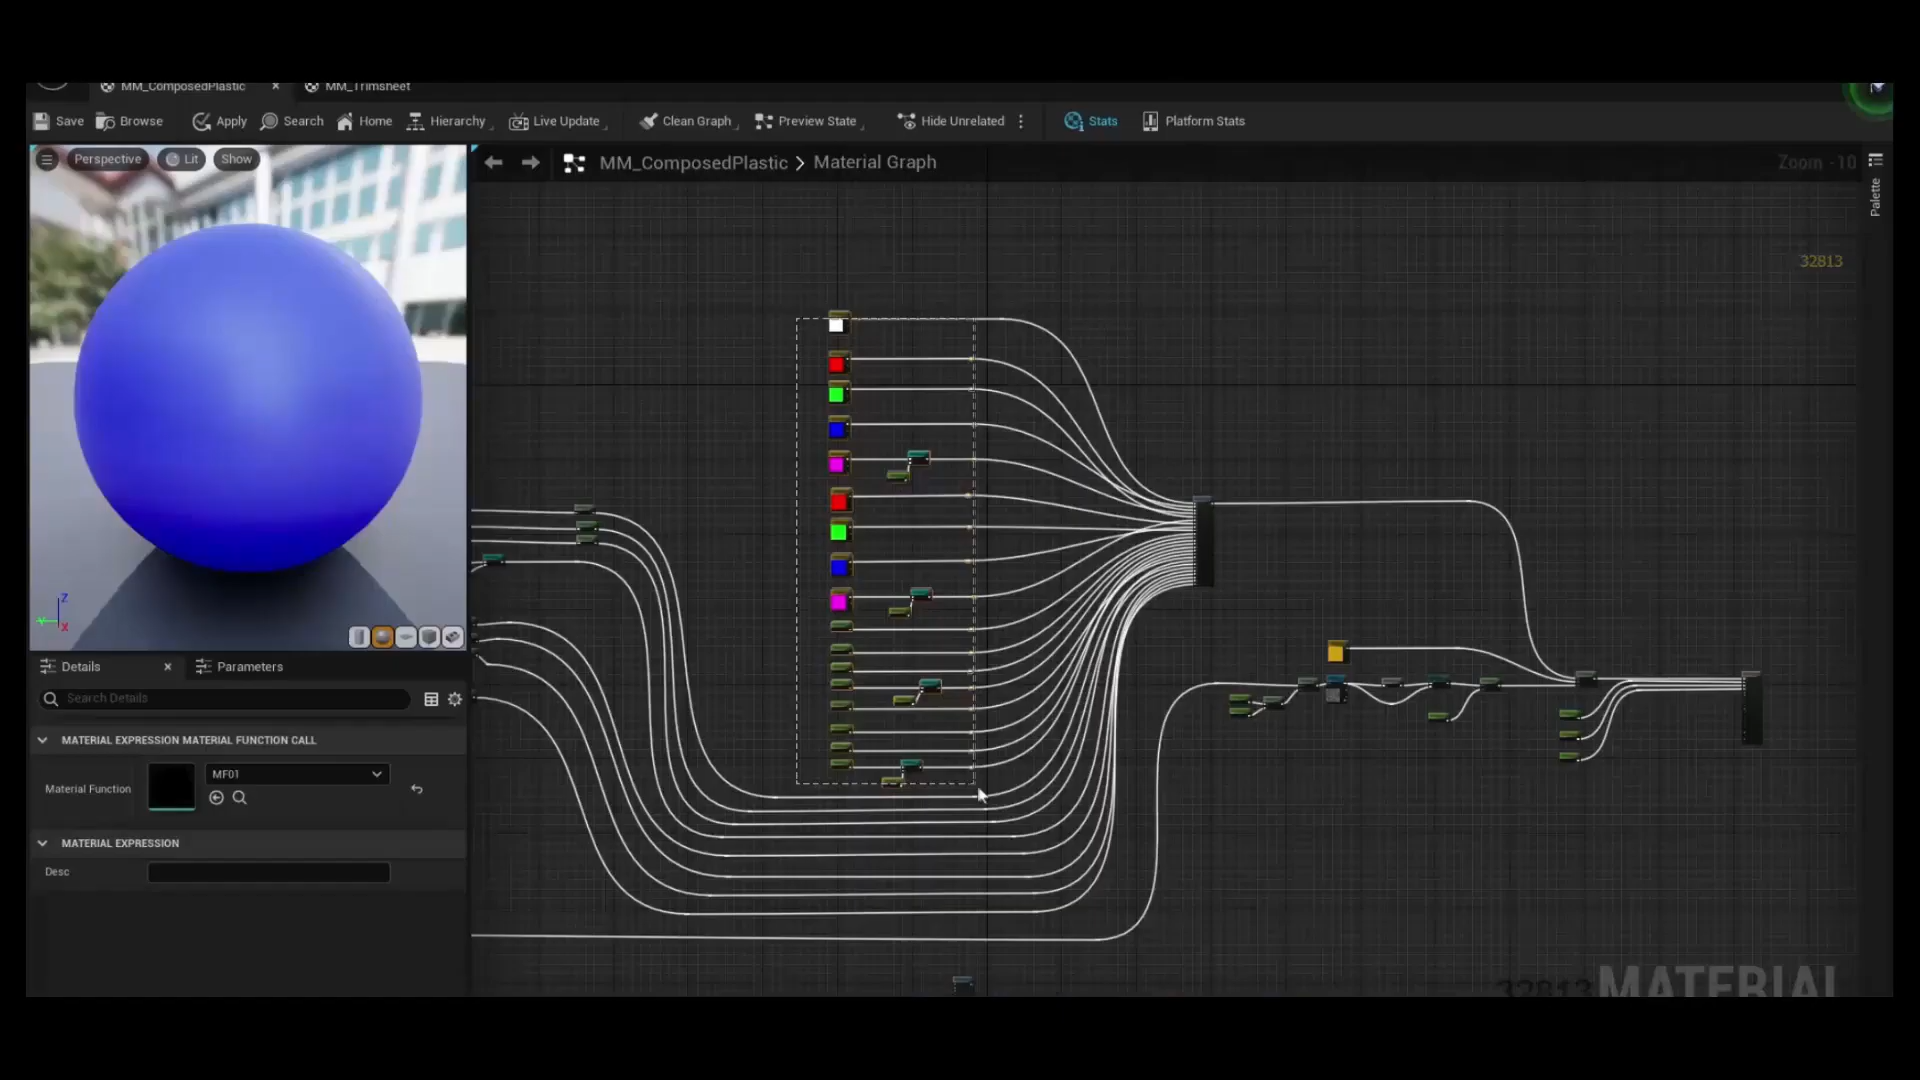 MM_ComposedPlastic
MM_Trimsheet
Save
Browse
Apply
Search
Home
Hierarchy
Live Update
Clean Graph
Preview State
Hide Unrelated
Stats
Platform Stats
Perspective
Lit
Show
MM_ComposedPlastic > Material Graph
Zoom -10
Palette
32813
Z
Y
X
Details
Parameters
Search Details
MATERIAL EXPRESSION MATERIAL FUNCTION CALL
Material Function
MF01
MATERIAL EXPRESSION
Desc
32813
MATERIAL